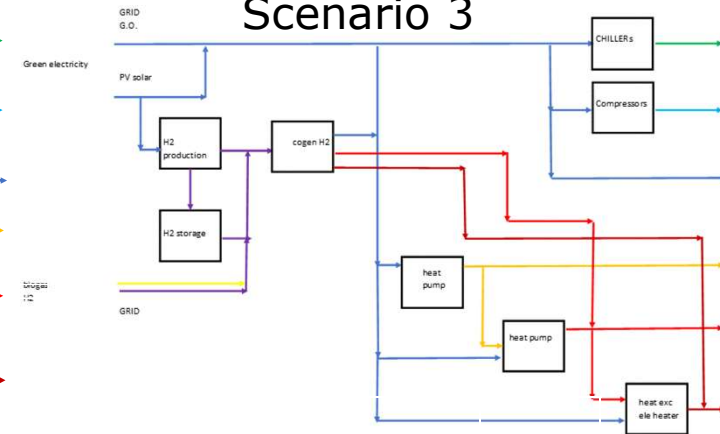 Scenario 3
GRID
G.O.
Green electricity
PV solar
CHILLERs
Compressors
H2
production
cogen H2
H2 storage
heat
pump
biogas
H2
GRID
heat pump
heat exc
ele heater